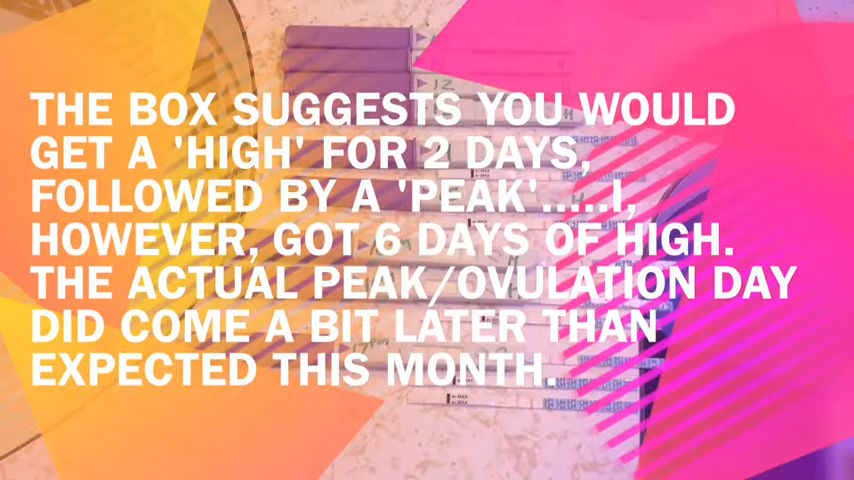 THE BOX SUGGESTS YOU WOULD
GET A 'HIGH' FOR 2 DAYS,
FOLLOWED BY A 'PEAK'.....I,
HOWEVER, GOT 6 DAYS OF HIGH.
THE ACTUAL PEAK/OVULATION DAY
DID COME A BIT LATER THAN
EXPECTED THIS MONTH.